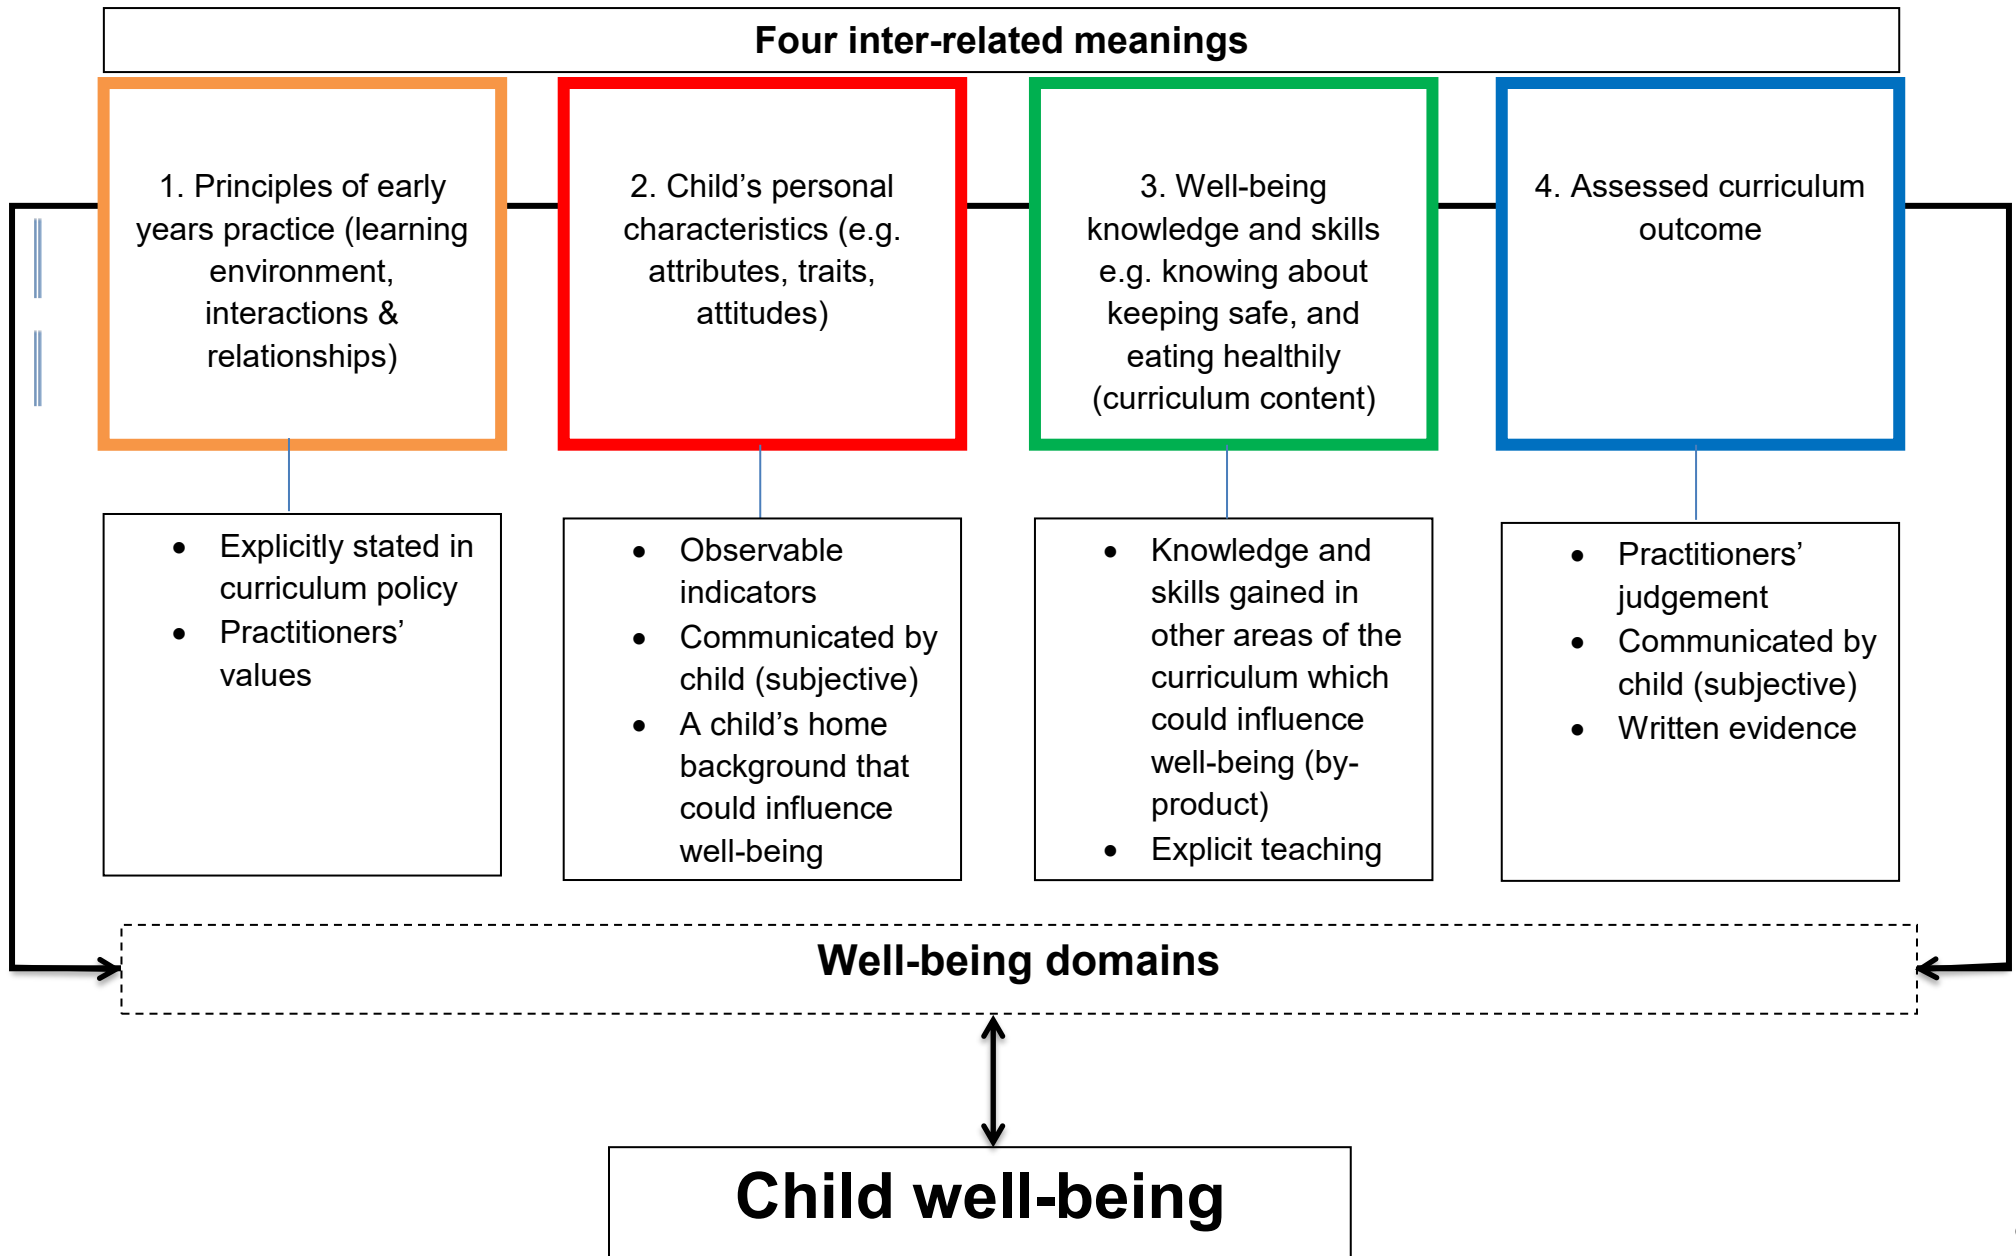 Four inter-related meanings
1. Principles of early
years practice (learning
environment,
interactions &
relationships)
2. Child’s personal
characteristics (e.g.
attributes, traits,
attitudes)
3. Well-being
knowledge and skills
e.g. knowing about
keeping safe, and
eating healthily
(curriculum content)
4. Assessed curriculum
outcome
• Explicitly stated in
curriculum policy
• Practitioners’
values
• Observable
indicators
• Communicated by
child (subjective)
• A child’s home
background that
could influence
well-being
• Knowledge and
skills gained in
other areas of the
curriculum which
could influence
well-being (by-
product)
• Explicit teaching
• Practitioners’
judgement
• Communicated by
child (subjective)
• Written evidence
Well-being domains
Child well-being